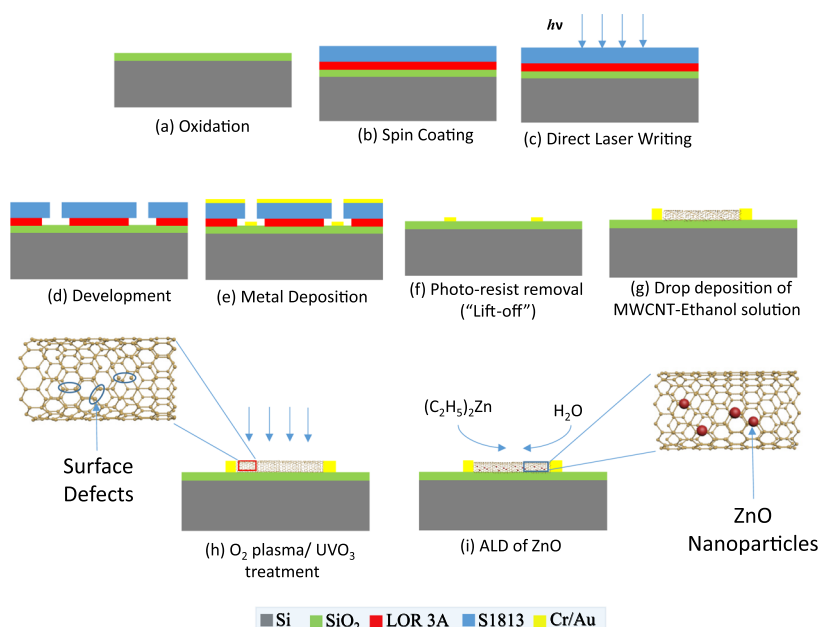 hν
(a) Oxidation
(b) Spin Coating
(c) Direct Laser Writing
(d) Development
(e) Metal Deposition
(f) Photo-resist removal
(“Lift-off”)
(g) Drop deposition of
MWCNT-Ethanol solution
Surface
Defects
(h) O₂ plasma/ UVO₃
treatment
(C₂H₅)₂Zn
H₂O
(i) ALD of ZnO
ZnO
Nanoparticles
Si SiO₂ LOR 3A S1813 Cr/Au